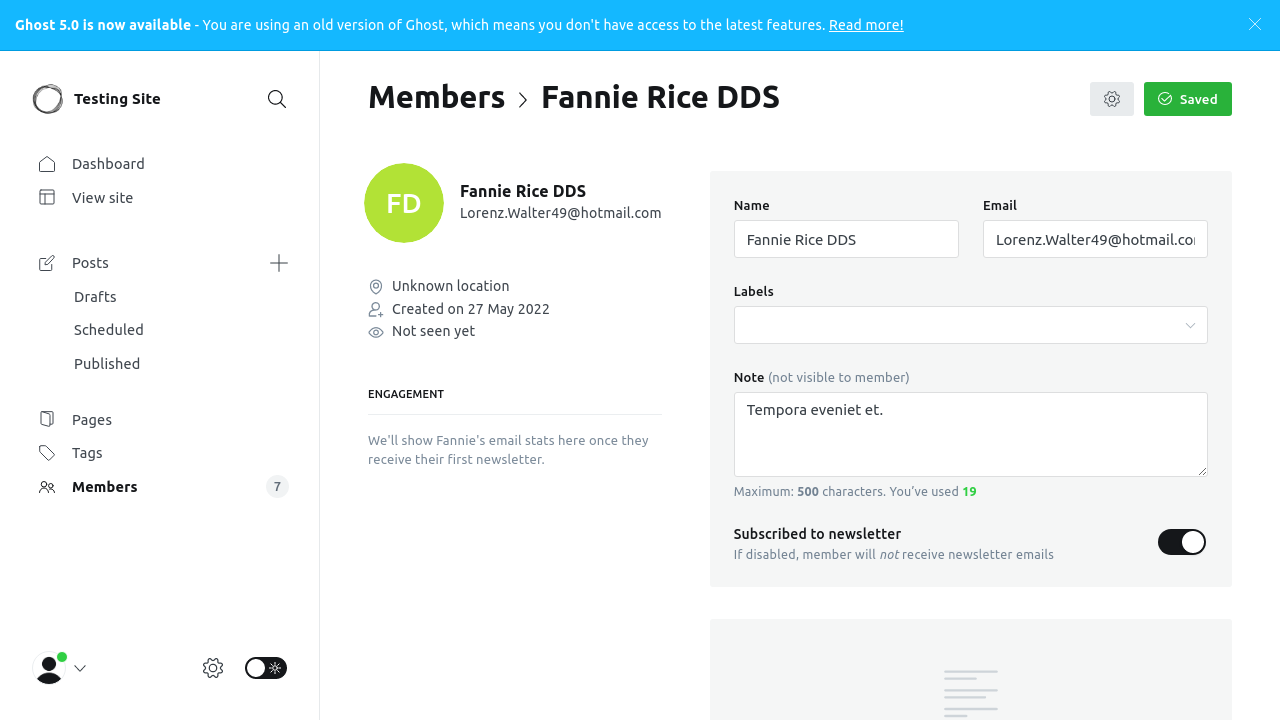 Ghost 5.0 is now available - You are using an old version of Ghost, which means you don't have access to the latest features. Read more!
Testing Site
Dashboard
View site
Posts
Drafts
Scheduled
Published
Pages
Tags
Members
7
Members
Fannie Rice DDS
Saved
FD
Fannie Rice DDS
Lorenz.Walter49@hotmail.com
Unknown location
Created on 27 May 2022
Not seen yet
ENGAGEMENT
We'll show Fannie's email stats here once they
receive their first newsletter.
Name
Fannie Rice DDS
Email
Lorenz.Walter49@hotmail.co
Labels
Note (not visible to member)
Tempora eveniet et.
Maximum: 500 characters. You've used 19
Subscribed to newsletter
If disabled, member will not receive newsletter emails